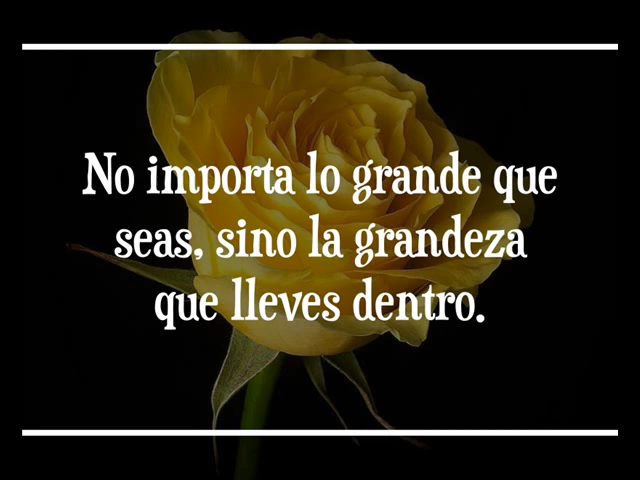 No importa lo grande que
seas, sino la grandeza
que lleves dentro.